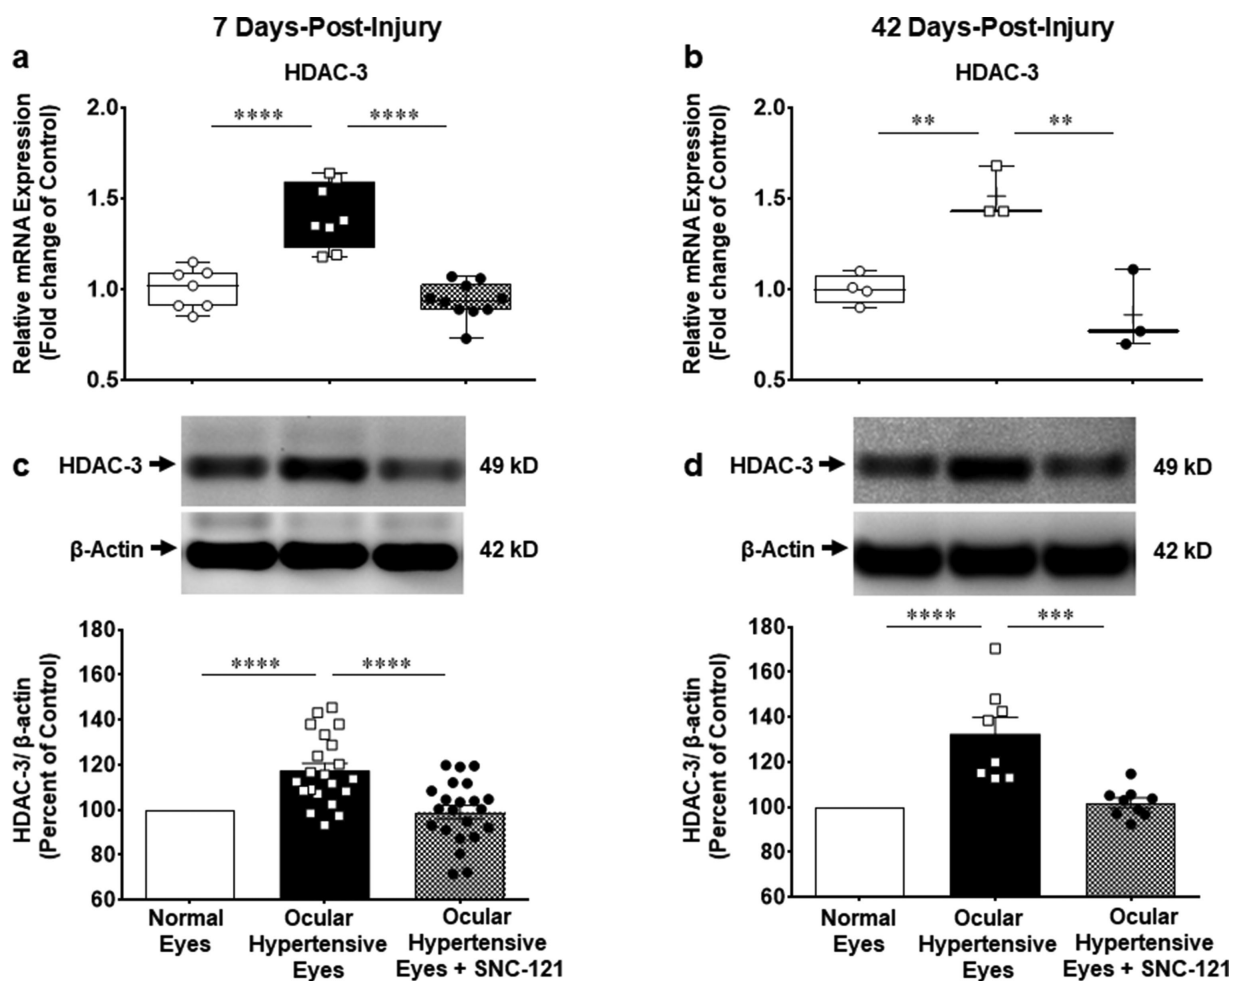 7 Days-Post-Injury
42 Days-Post-Injury
a
b
HDAC-3
HDAC-3
Relative mRNA Expression
(Fold change of Control)
2.0
1.5
1.0
0.5
****
****
Relative mRNA Expression
(Fold change of Control)
2.0
1.5
1.0
0.5
**
**
c
HDAC-3
49 kD
β-Actin
42 kD
d
HDAC-3
49 kD
β-Actin
42 kD
HDAC-3/ β-actin
(Percent of Control)
180
160
140
120
100
80
60
****
****
Normal
Eyes
Ocular
Hypertensive
Eyes
Ocular
Hypertensive
Eyes + SNC-121
HDAC-3/ β-actin
(Percent of Control)
180
160
140
120
100
80
60
****
***
Normal
Eyes
Ocular
Hypertensive
Eyes
Ocular
Hypertensive
Eyes + SNC-121